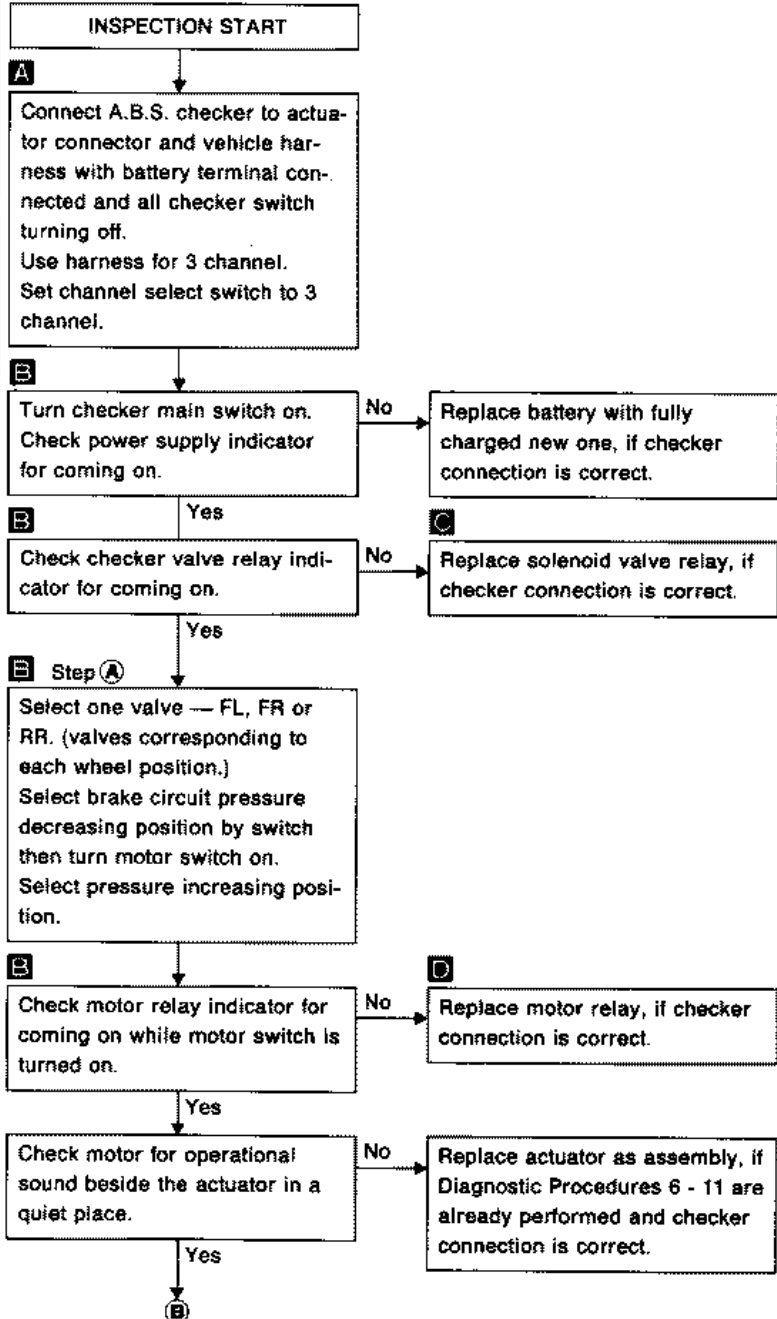 INSPECTION START
A
Connect A.B.S. checker to actua-
tor connector and vehicle har-
ness with battery terminal con-
nected and all checker switch
turning off.
Use harness for 3 channel.
Set channel select switch to 3
channel.
B
Turn checker main switch on.
Check power supply indicator
for coming on.
No
Replace battery with fully
charged new one, if checker
connection is correct.
Yes
B
Check checker valve relay indi-
cator for coming on.
No
C
Replace solenoid valve relay, if
checker connection is correct.
Yes
B Step A
Select one valve — FL, FR or
RR. (valves corresponding to
each wheel position.)
Select brake circuit pressure
decreasing position by switch
then turn motor switch on.
Select pressure increasing posi-
tion.
B
Check motor relay indicator for
coming on while motor switch is
turned on.
No
D
Replace motor relay, if checker
connection is correct.
Yes
Check motor for operational
sound beside the actuator in a
quiet place.
No
Replace actuator as assembly, if
Diagnostic Procedures 6 - 11 are
already performed and checker
connection is correct.
Yes
B